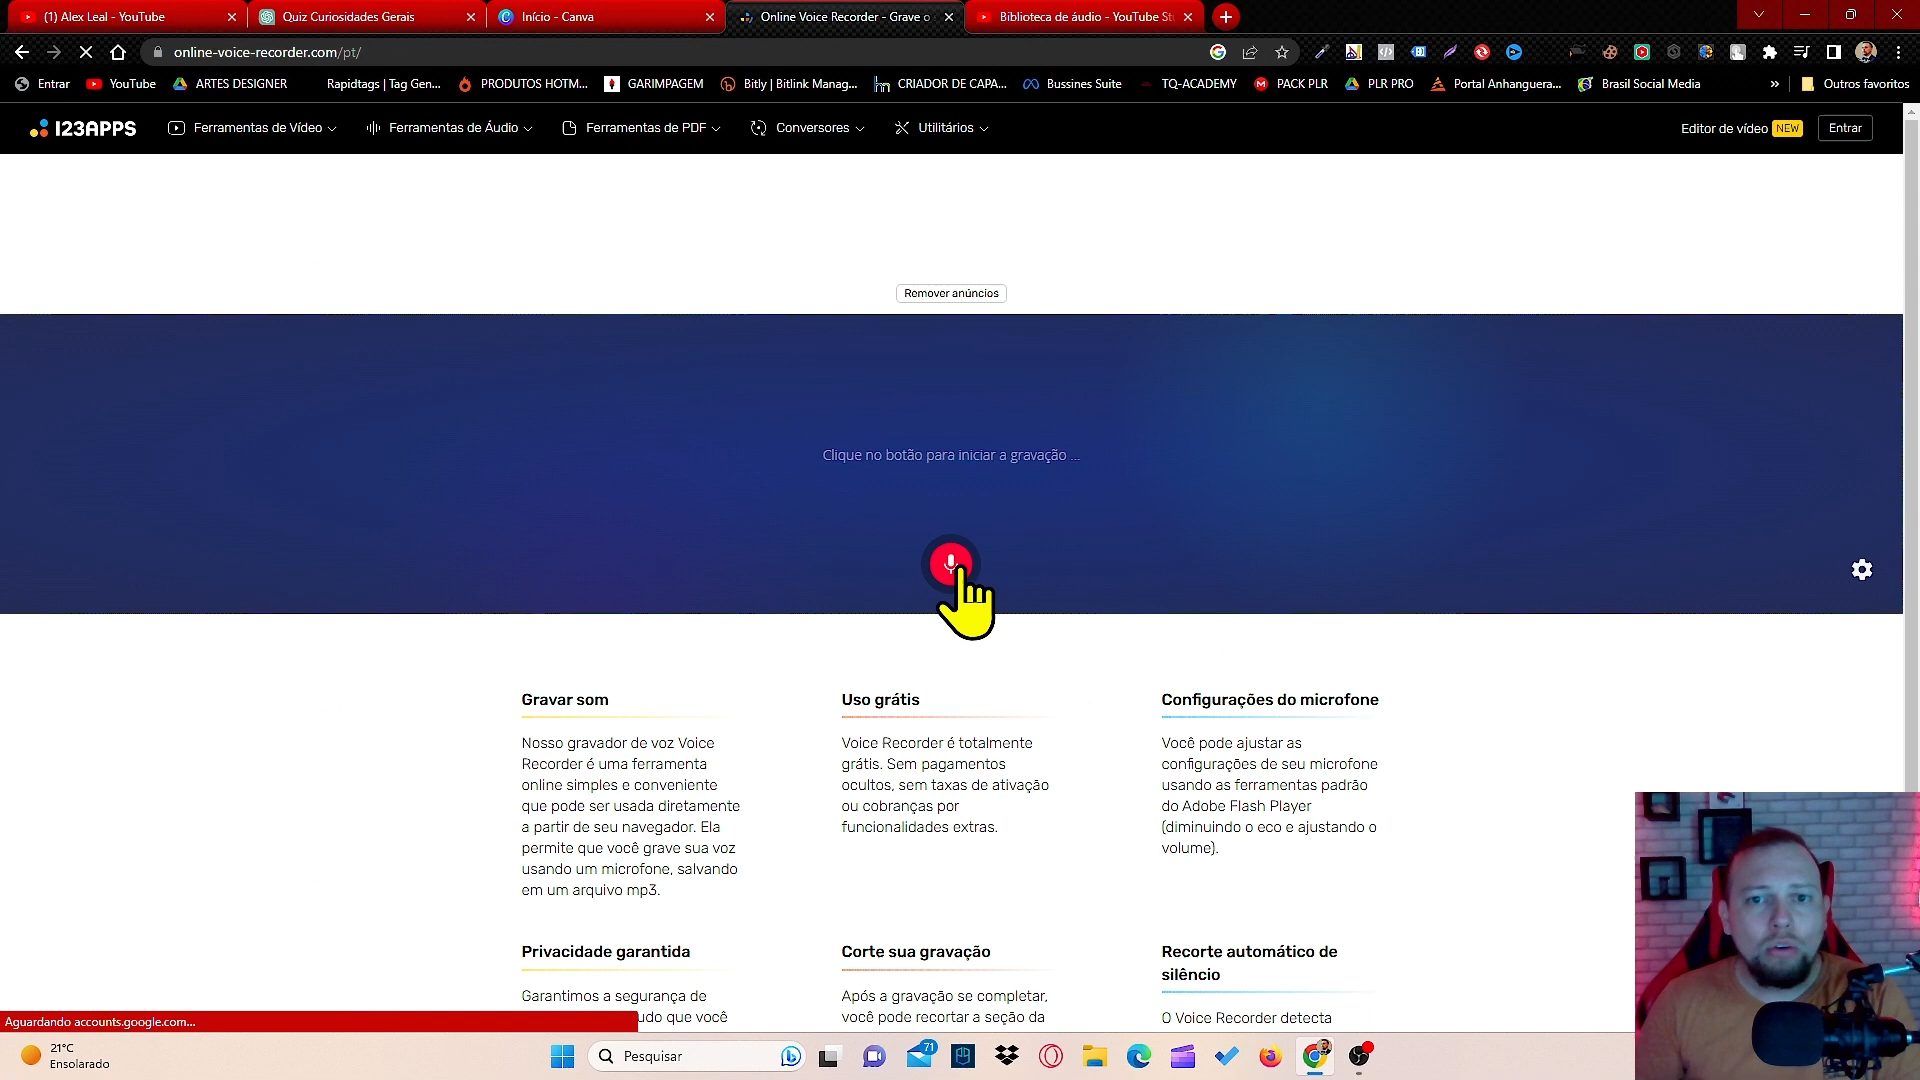 (1) Alex Leal - YouTube
Quiz Curiosidades Gerais
Início - Canva
Online Voice Recorder - Grave o
Biblioteca de áudio - YouTube St
online-voice-recorder.com/pt/
Entrar
YouTube
ARTES DESIGNER
Rapidtags | Tag Gen...
PRODUTOS HOTM...
GARIMPAGEM
Bitly | Bitlink Manag...
CRIADOR DE CAPA...
Bussines Suite
TQ-ACADEMY
PACK PLR
PLR PRO
Portal Anhanguera...
Brasil Social Media
»
Outros favoritos
123APPS
Ferramentas de Vídeo
Ferramentas de Áudio
Ferramentas de PDF
Conversores
Utilitários
Editor de vídeo NEW
Entrar
Remover anúncios
Clique no botão para iniciar a gravação ...
Gravar som
Nosso gravador de voz Voice
Recorder é uma ferramenta
online simples e conveniente
que pode ser usada diretamente
a partir de seu navegador. Ela
permite que você grave sua voz
usando um microfone, salvando
em um arquivo mp3.
Uso grátis
Voice Recorder é totalmente
grátis. Sem pagamentos
ocultos, sem taxas de ativação
ou cobranças por
funcionalidades extras.
Configurações do microfone
Você pode ajustar as
configurações de seu microfone
usando as ferramentas padrão
do Adobe Flash Player
(diminuindo o eco e ajustando o
volume).
Privacidade garantida
Garantimos a segurança de
udo que você
Corte sua gravação
Após a gravação se completar,
você pode recortar a seção da
Recorte automático de
silêncio
O Voice Recorder detecta
Aguardando accounts.google.com...
21°C
Ensolarado
Pesquisar
71